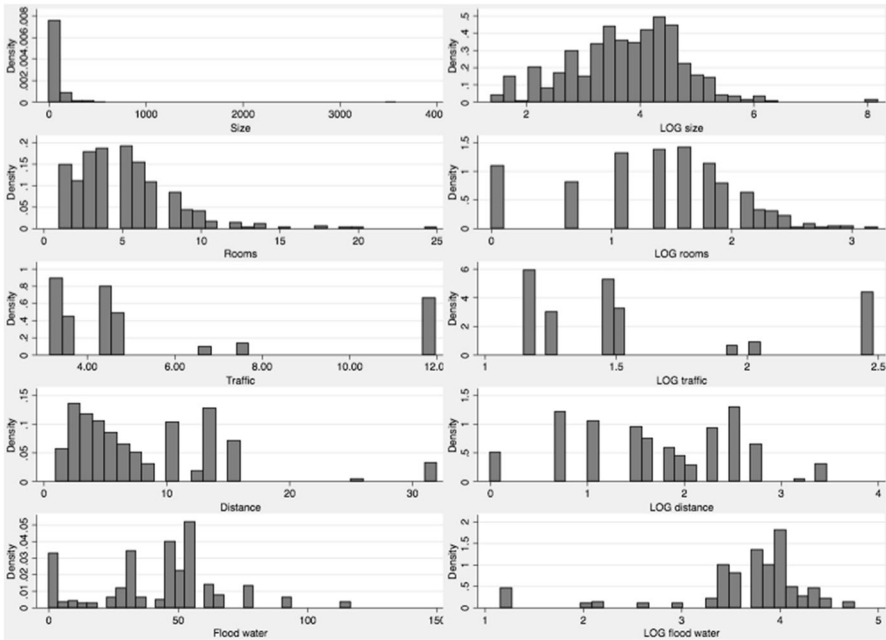 Density
0 .002.004.006.008
0 1000 2000 3000 400
Size
Density
0 .1 .2 .3 .4 .5
2 4 6 8
LOG size
Density
0 .05 .1 .15 .2
0 5 10 15 20 25
Rooms
Density
0 .5 1 1.5
0 1 2 3
LOG rooms
Density
0 .2 .4 .6 .8 1
4.00 6.00 8.00 10.00 12.0
Traffic
Density
0 2 4 6
1 1.5 2 2.5
LOG traffic
Density
0 .05 .1 .15
0 10 20 30
Distance
Density
0 .5 1 1.5
0 1 2 3 4
LOG distance
Density
0 .01.02.03.04.05
0 50 100
Flood water
Density
0 .5 1 1.5 2
1 2 3 4 5
LOG flood water